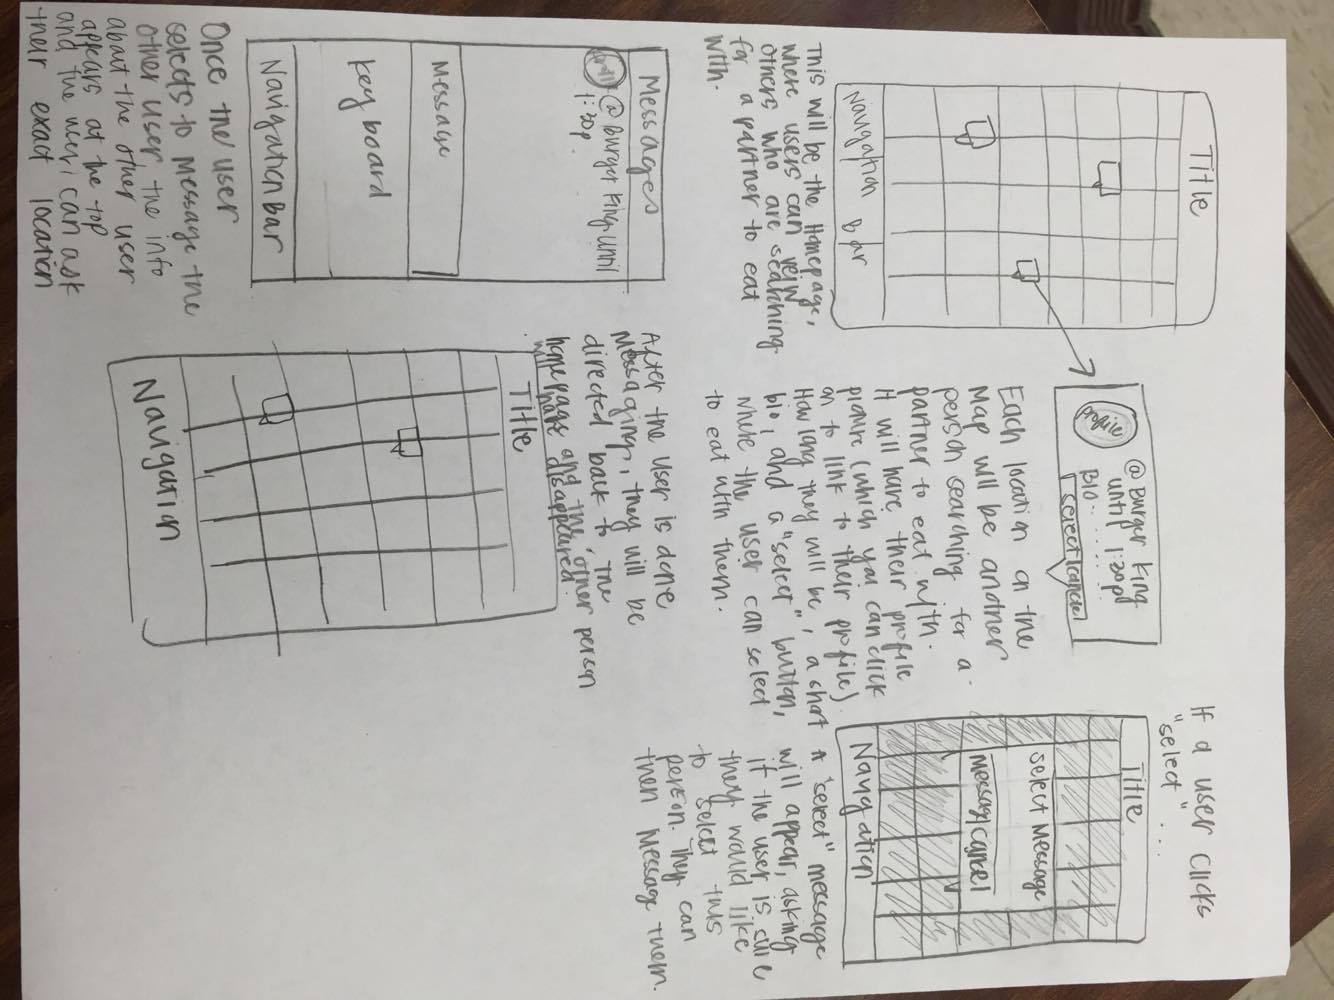 Title
Navigation Bar
This will be the Homepage,
where users can veiw
others who are searching
for a partner to eat
with.
profile
@ Burger King
until 1:30p
Bio......
select cancel
Each location on the
map will be another
person searching for a
partner to eat with.
It will have their profile
picture (which you can click
on to link to their profile)
How long they will be, a short
bio, and a "select" button,
where the user can select
to eat with them.
If a user clicks
"select"....
Title
select Message
Message cancel
Navigation
A "select" message
will appear, asking
if the user is sure
they would like
to select this
person. They can
then Message them.
Messages
@ Burger King until
1:30p.
Message
Key board
Navigation Bar
Once the user
selects to message the
other user, the info
about the other user
appears at the top
and the user can ask
their exact location
After the user is done
Messaging, they will be
directed back to the
homepage and the other person
will have disappeared.
Title
Navigation